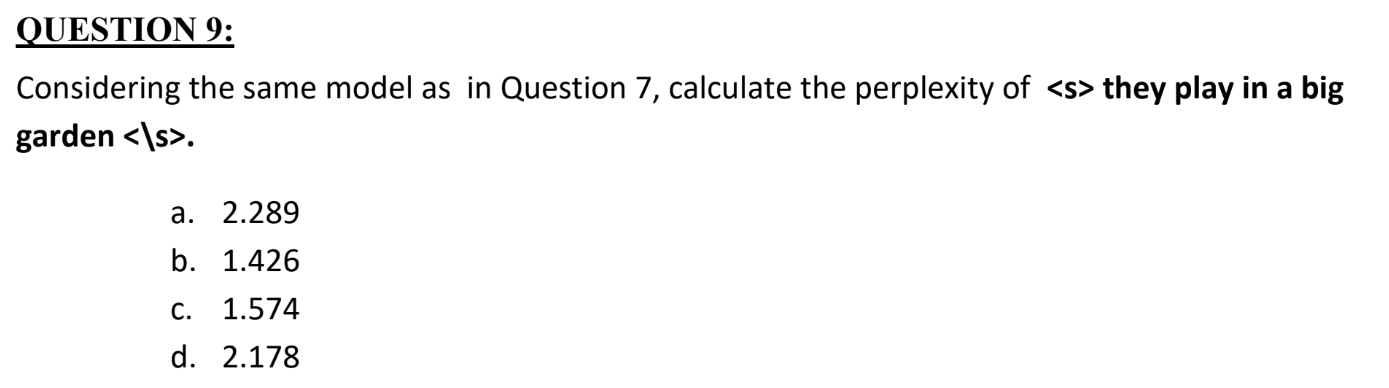 QUESTION 9:
Considering the same model as in Question 7, calculate the perplexity of <s> they play in a big
garden <\s>.
a. 2.289
b. 1.426
c. 1.574
d. 2.178